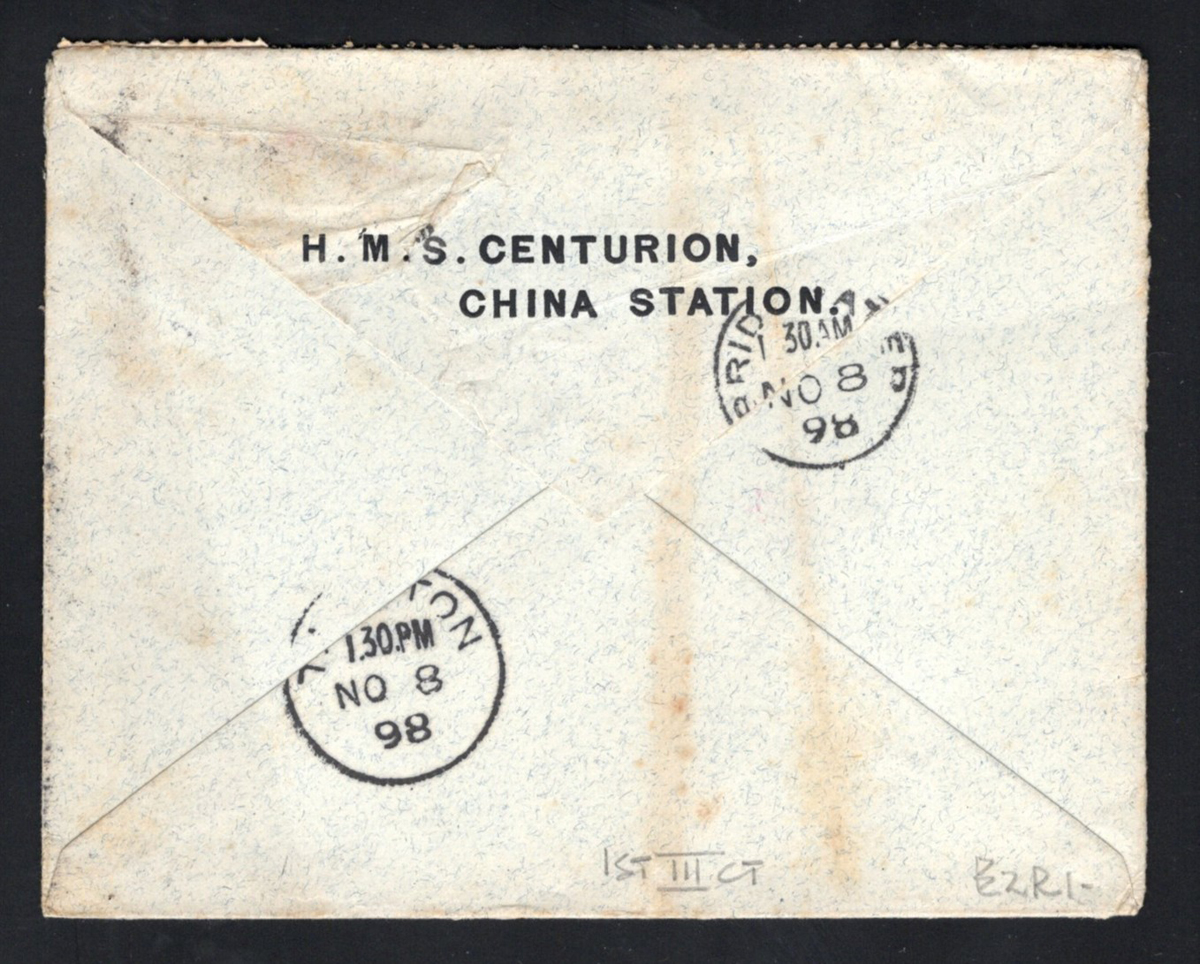 H.M.S. CENTURION,
CHINA STATION.
1 30.AM
NO 8
98
1.30.PM
NO 8
98
1ST III CT